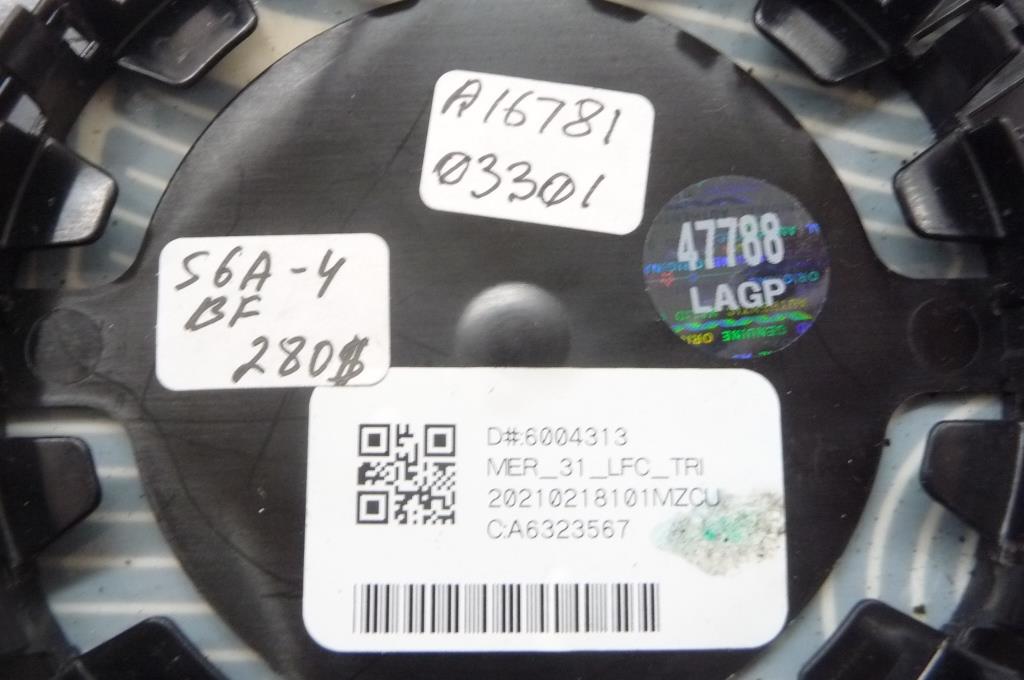 A16781
03301
47788
LAGP
S6A-4
BF
280$
D#:6004313
MER_31_LFC_TRI
20210218101MZCU
C:A6323567